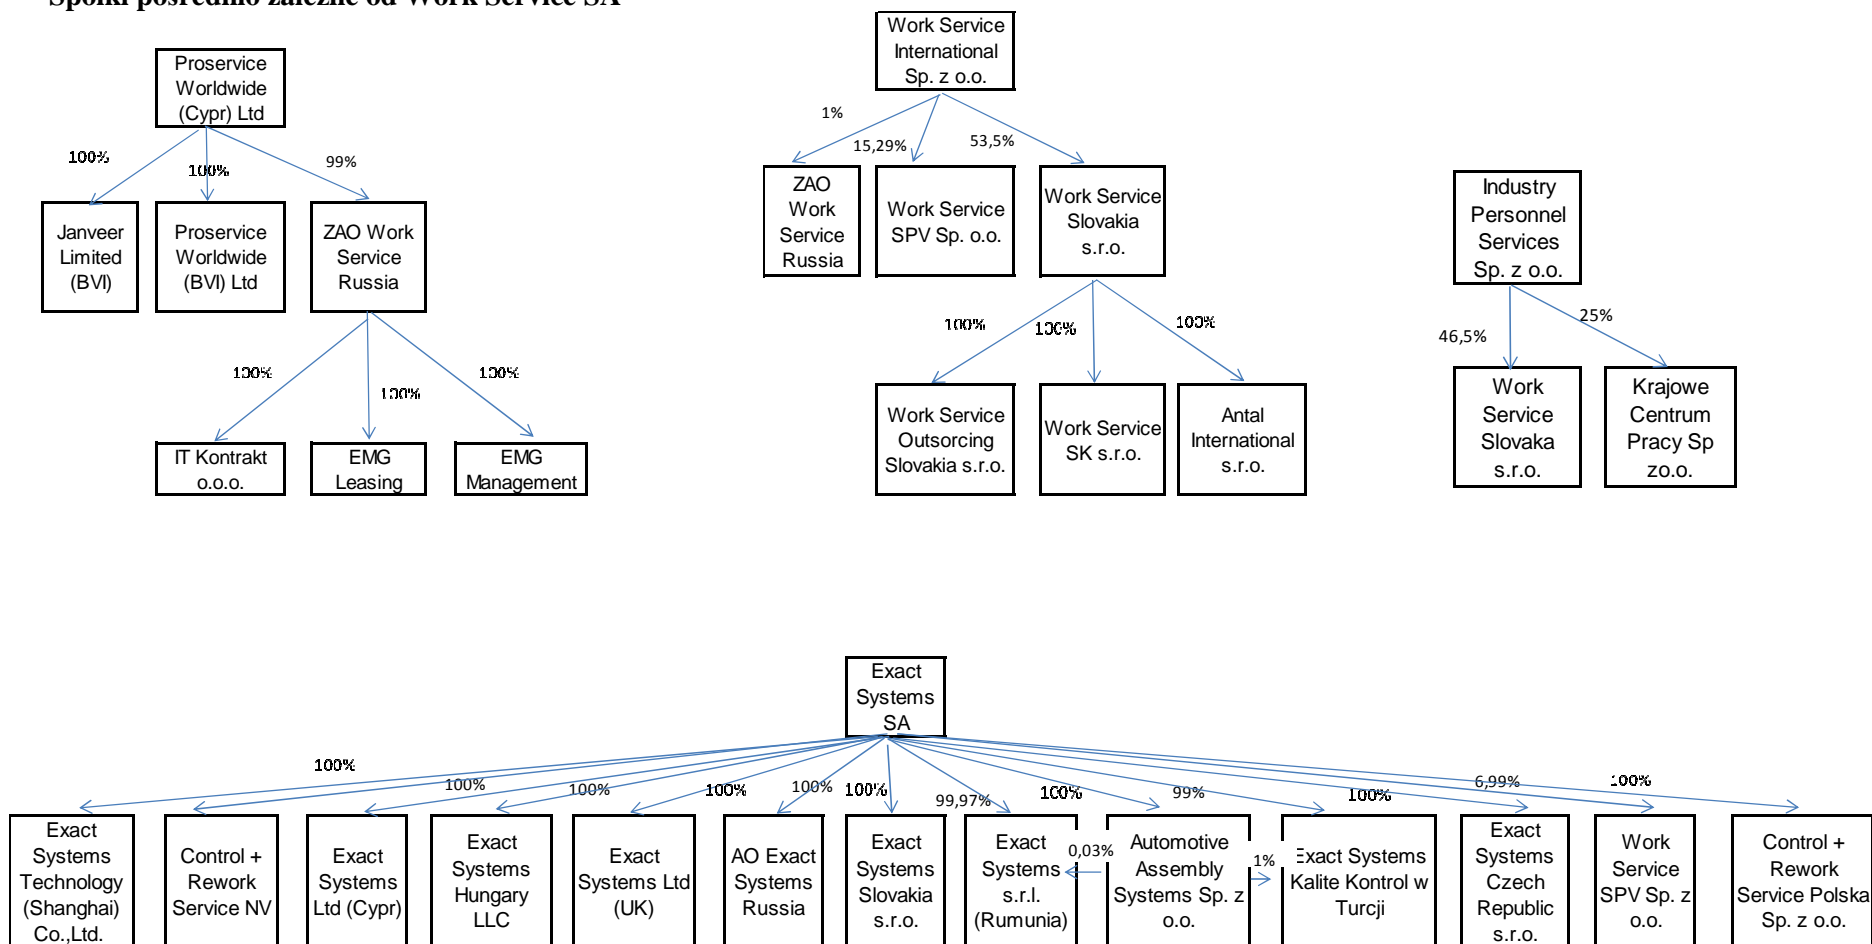 Spółki pośrednio zależne od Work Service SA
Proservice
Worldwide
(Cypr) Ltd
100%
100%
99%
Janveer
Limited
(BVI)
Proservice
Worldwide
(BVI) Ltd
ZAO Work
Service
Russia
100%
100%
100%
IT Kontrakt
o.o.o.
EMG
Leasing
EMG
Management
Work Service
International
Sp. z o.o.
1%
15,29%
53,5%
ZAO
Work
Service
Russia
Work Service
SPV Sp. o.o.
Work Service
Slovakia
s.r.o.
100%
100%
100%
Work Service
Outsorcing
Slovakia s.r.o.
Work Service
SK s.r.o.
Antal
International
s.r.o.
Industry
Personnel
Services
Sp. z o.o.
46,5%
25%
Work
Service
Slovaka
s.r.o.
Krajowe
Centrum
Pracy Sp
zo.o.
Exact
Systems
SA
100%
100%
100%
100%
100%
100%
99,97%
100%
99%
100%
6,99%
100%
Exact
Systems
Technology
(Shanghai)
Co.,Ltd.
Control +
Rework
Service NV
Exact
Systems
Ltd (Cypr)
Exact
Systems
Hungary
LLC
Exact
Systems Ltd
(UK)
AO Exact
Systems
Russia
Exact
Systems
Slovakia
s.r.o.
Exact
Systems
s.r.l.
(Rumunia)
0,03%
Automotive
Assembly
Systems Sp. z
o.o.
1%
Exact Systems
Kalite Kontrol w
Turcji
Exact
Systems
Czech
Republic
s.r.o.
Work
Service
SPV Sp. z
o.o.
Control +
Rework
Service Polska
Sp. z o.o.